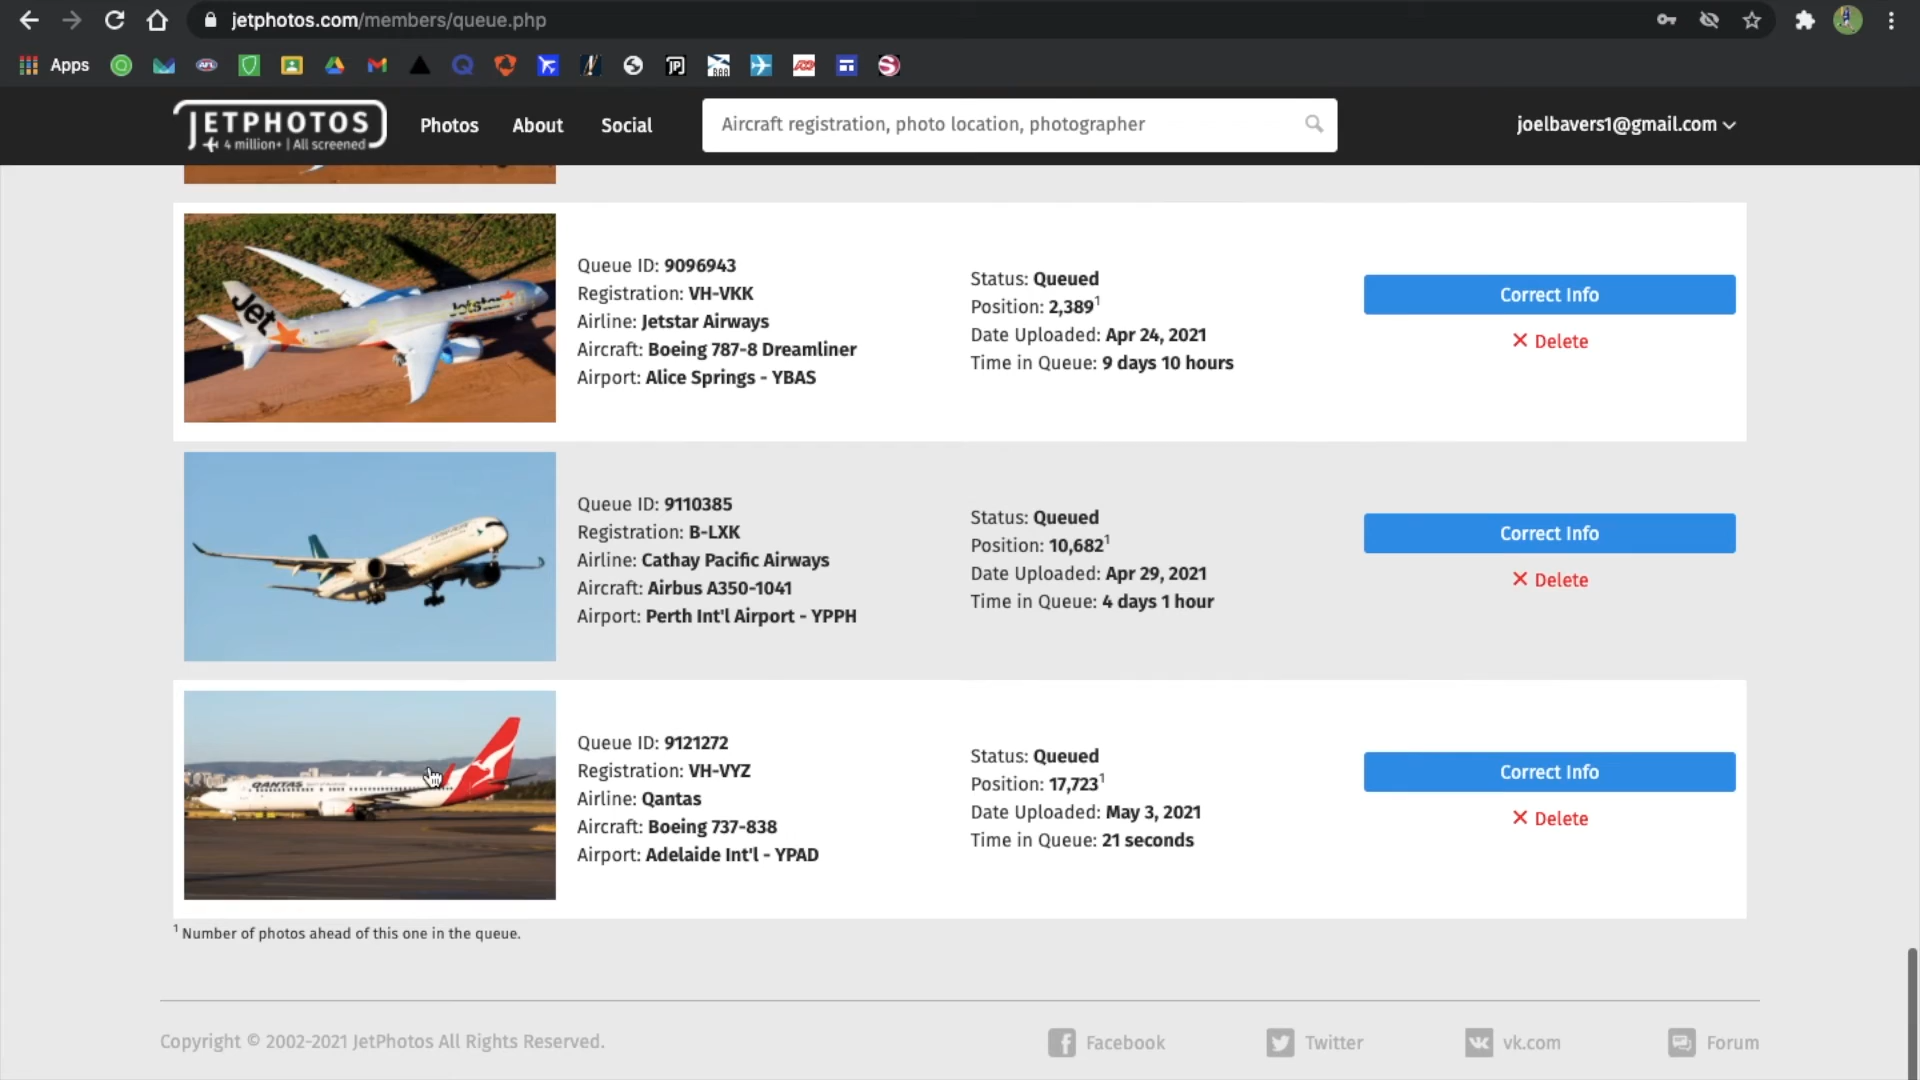 jetphotos.com/members/queue.php
Apps
JETPHOTOS
4 million+ | All screened
Photos
About
Social
Aircraft registration, photo location, photographer
joelbavers1@gmail.com
Jet
Jetstar
Queue ID: 9096943
Registration: VH-VKK
Airline: Jetstar Airways
Aircraft: Boeing 787-8 Dreamliner
Airport: Alice Springs - YBAS
Status: Queued
Position: 2,389¹
Date Uploaded: Apr 24, 2021
Time in Queue: 9 days 10 hours
Correct Info
Delete
Queue ID: 9110385
Registration: B-LXK
Airline: Cathay Pacific Airways
Aircraft: Airbus A350-1041
Airport: Perth Int'l Airport - YPPH
Status: Queued
Position: 10,682¹
Date Uploaded: Apr 29, 2021
Time in Queue: 4 days 1 hour
Correct Info
Delete
QANTAS
Queue ID: 9121272
Registration: VH-VYZ
Airline: Qantas
Aircraft: Boeing 737-838
Airport: Adelaide Int'l - YPAD
Status: Queued
Position: 17,723¹
Date Uploaded: May 3, 2021
Time in Queue: 21 seconds
Correct Info
Delete
¹ Number of photos ahead of this one in the queue.
Copyright © 2002-2021 JetPhotos All Rights Reserved.
Facebook
Twitter
vk.com
Forum